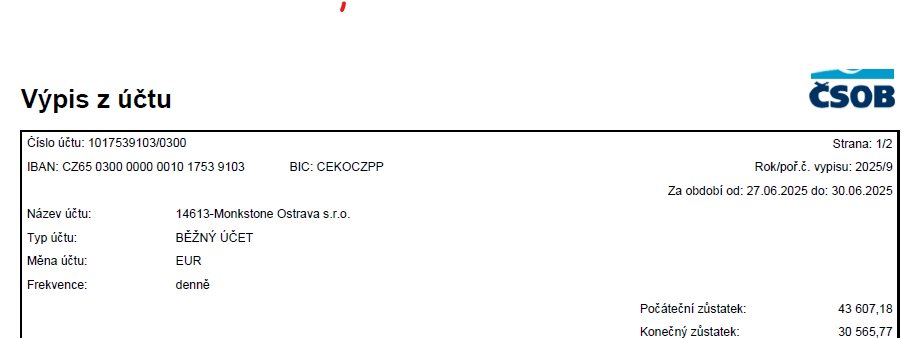 ČSOB
Výpis z účtu
Číslo účtu: 1017539103/0300 Strana: 1/2
IBAN: CZ65 0300 0000 0010 1753 9103 BIC: CEKOCZPP Rok/poř.č. výpisu: 2025/9
Za období od: 27.06.2025 do: 30.06.2025
Název účtu: 14613-Monkstone Ostrava s.r.o.
Typ účtu: BĚŽNÝ ÚČET
Měna účtu: EUR
Frekvence: denně
Počáteční zůstatek: 43 607,18
Konečný zůstatek: 30 565,77